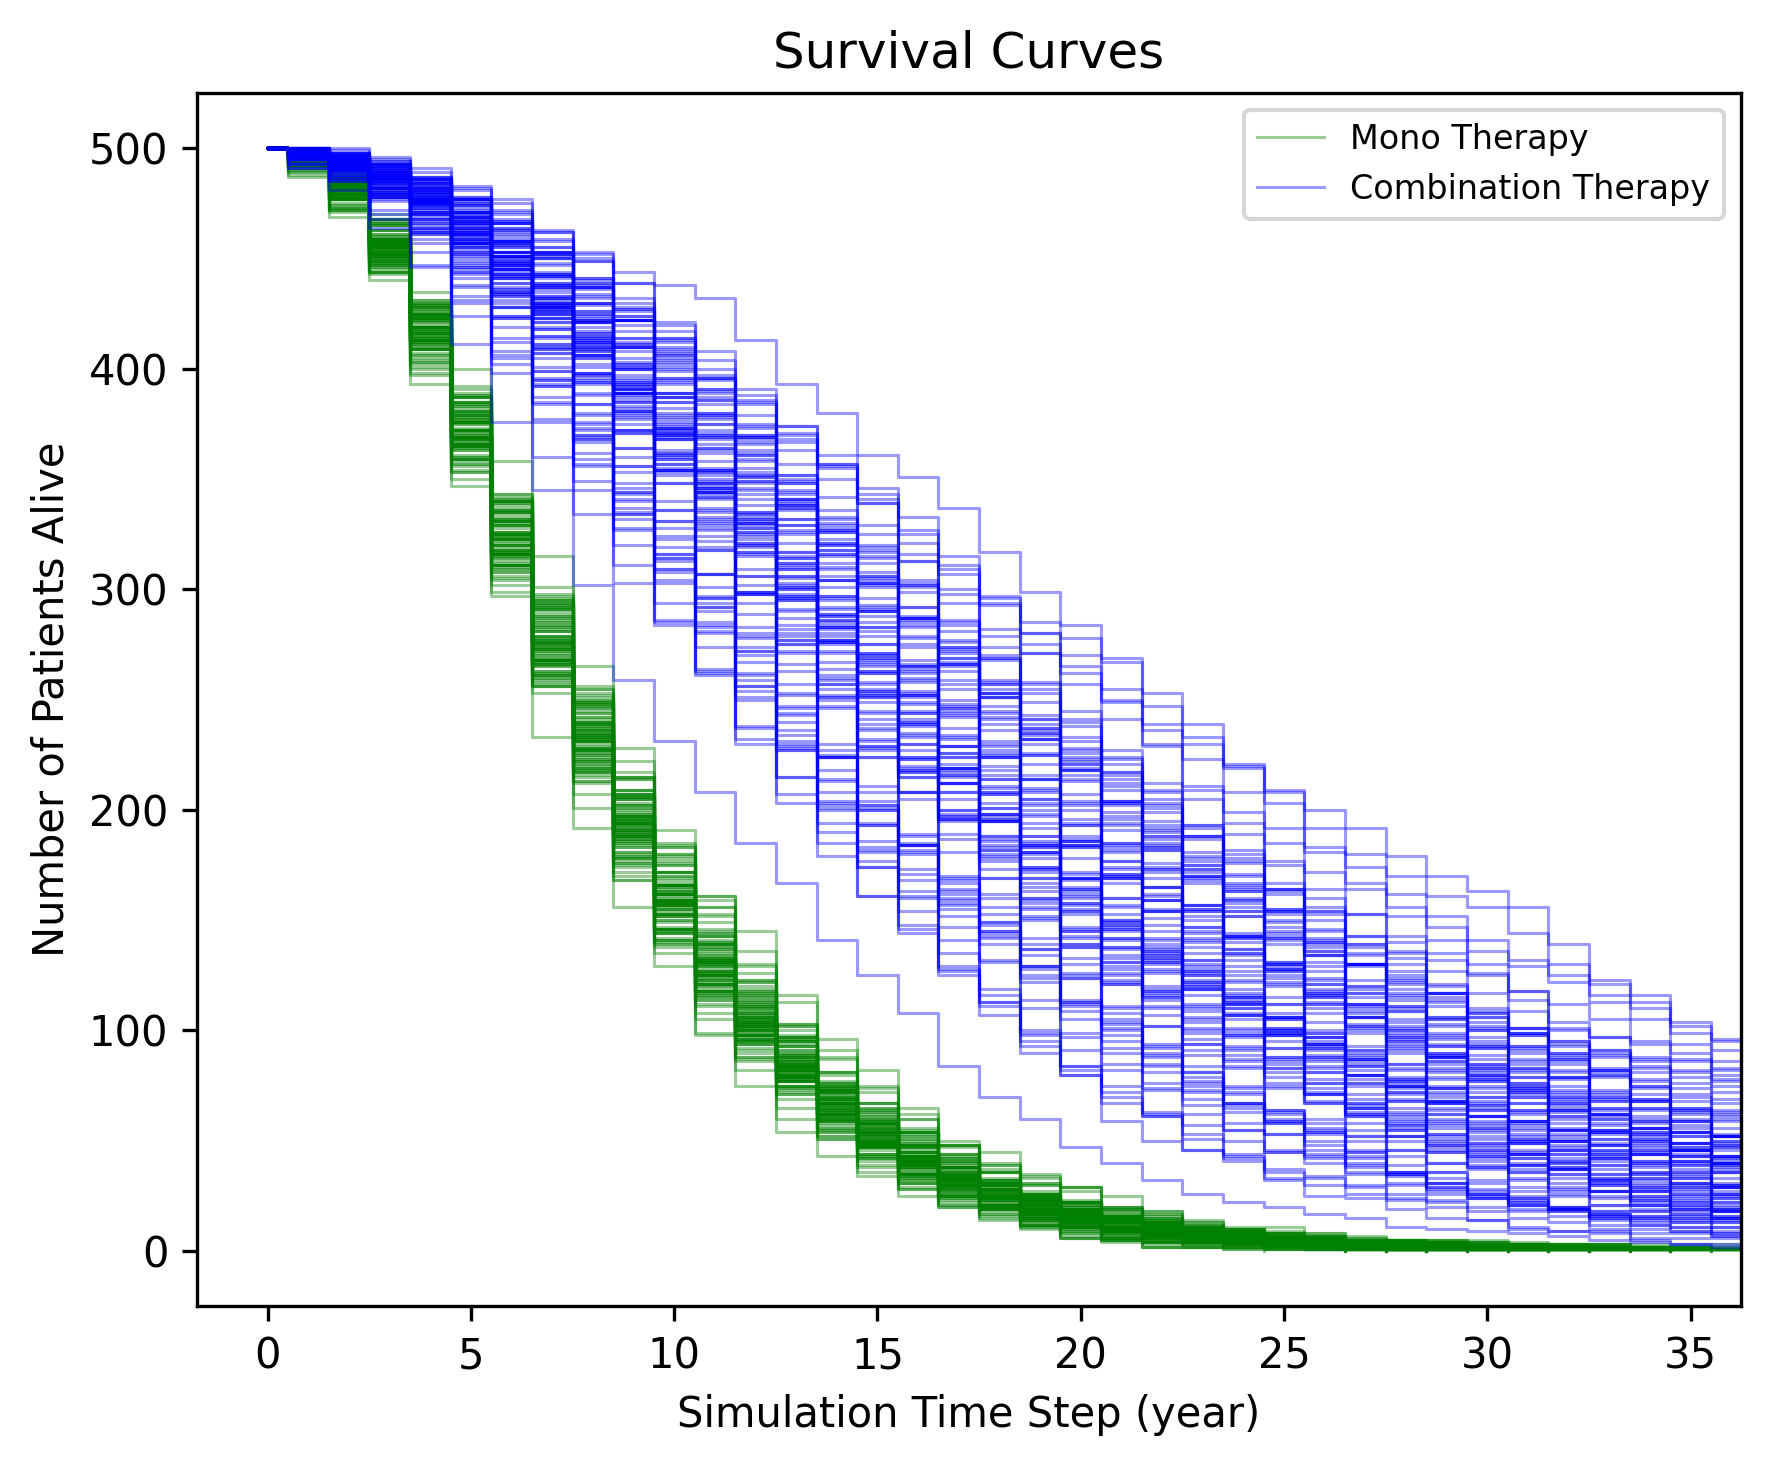 Survival Curves
Mono Therapy
Combination Therapy
Number of Patients Alive
500
400
300
200
100
0
0 5 10 15 20 25 30 35
Simulation Time Step (year)